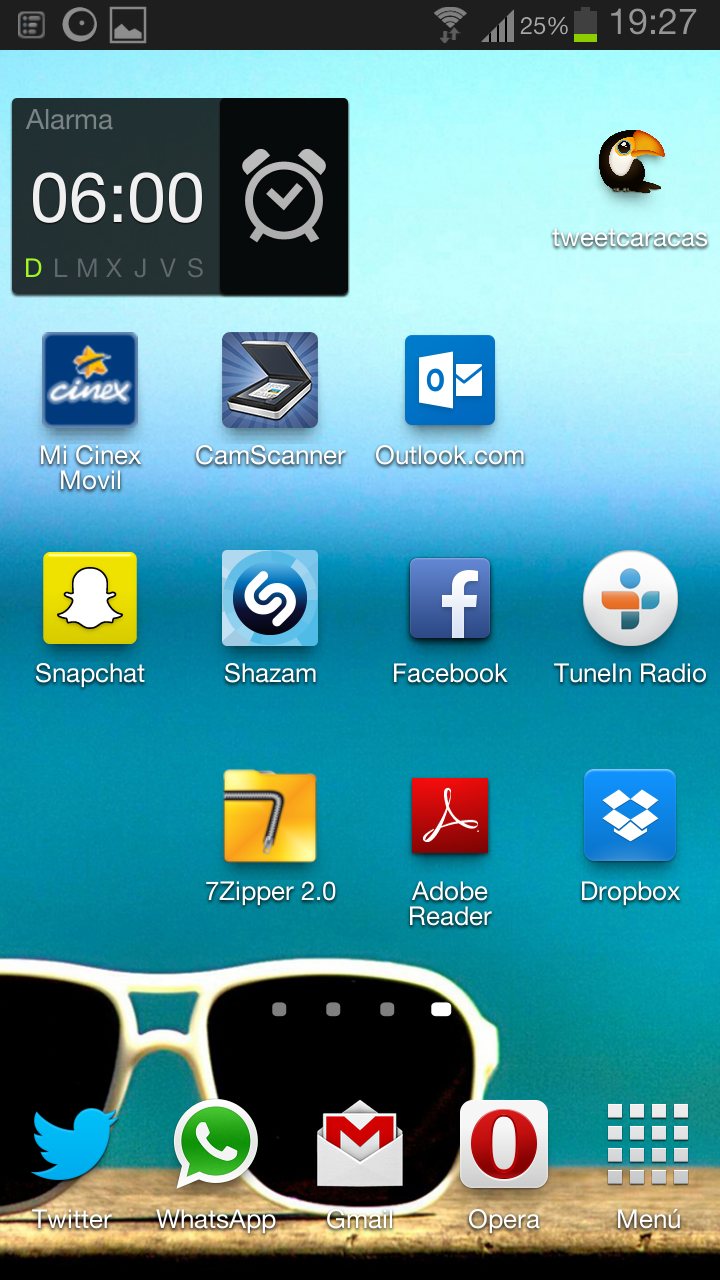 25% 19:27
Alarma
06:00
D L M X J V S
tweetcaracas
cinex
Mi Cinex
Movil
CamScanner
Outlook.com
Snapchat
Shazam
Facebook
TuneIn Radio
7Zipper 2.0
Adobe
Reader
Dropbox
Twitter
WhatsApp
Gmail
Opera
Menú